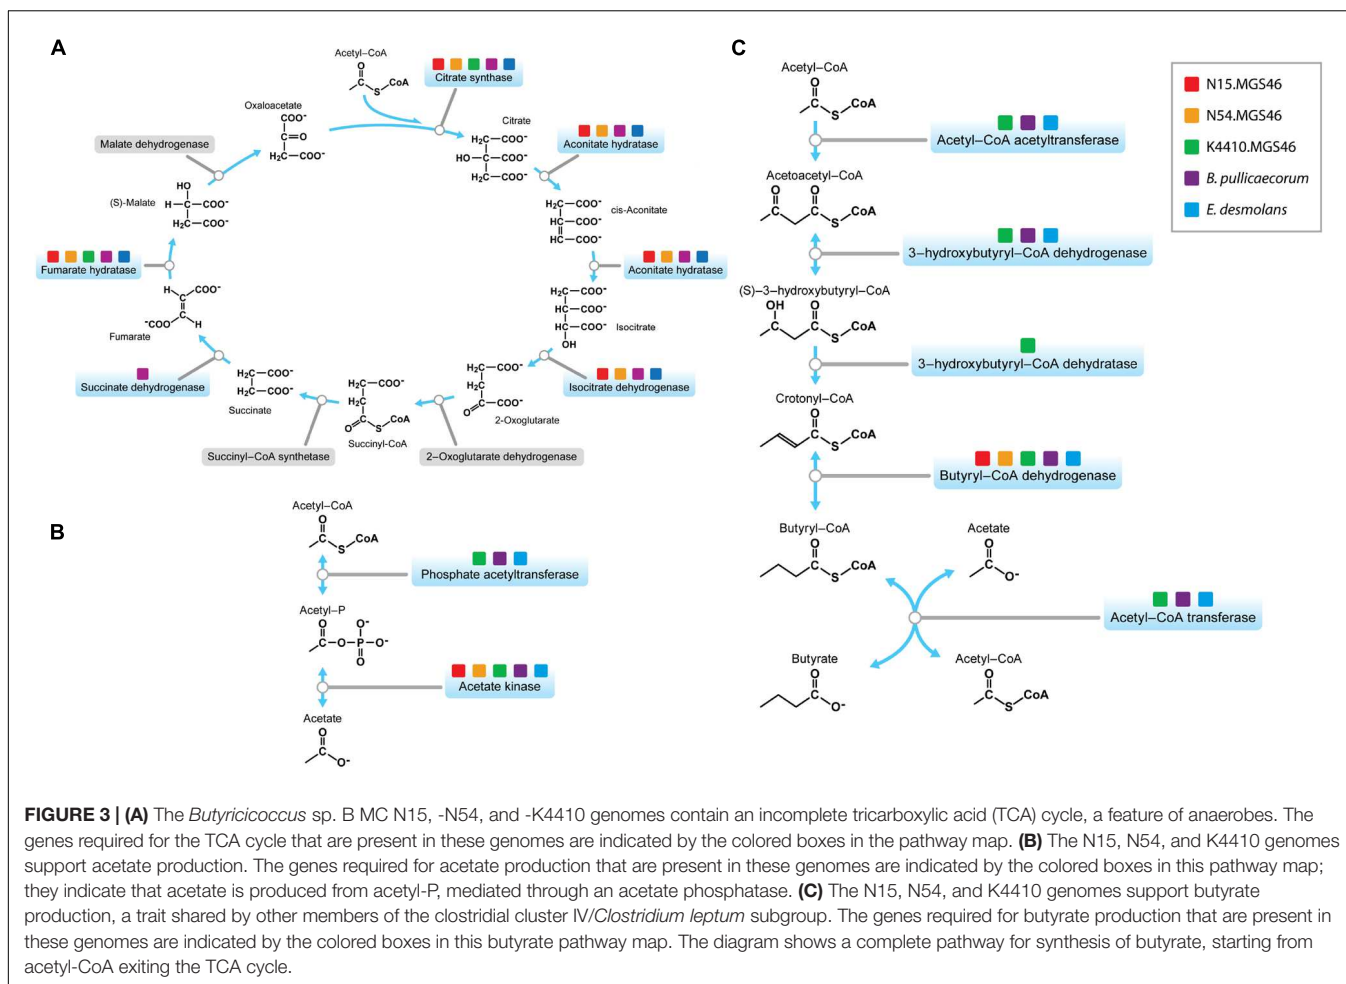 A
Acetyl–CoA
O
C
S
CoA
Citrate synthase
Oxaloacetate
COO⁻
C=O
H₂C—COO⁻
Citrate
H₂C—COO⁻
HO—C—COO⁻
H₂C—COO⁻
Aconitate hydratase
cis-Aconitate
H₂C—COO⁻
C—COO⁻
HC—COO⁻
Aconitate hydratase
Isocitrate
H₂C—COO⁻
HC—COO⁻
HC—COO⁻
OH
Isocitrate dehydrogenase
2-Oxoglutarate
H₂C—COO⁻
H₂C
O C—COO⁻
2–Oxoglutarate dehydrogenase
Succinyl-CoA
H₂C—COO⁻
H₂C
O C S CoA
Succinyl–CoA synthetase
Succinate
H₂C—COO⁻
H₂C—COO⁻
Succinate dehydrogenase
Fumarate
H C COO⁻
⁻COO C H
Fumarate hydratase
(S)-Malate
HO
H—C—COO⁻
H₂C—COO⁻
Malate dehydrogenase
B
Acetyl–CoA
O
C
S
CoA
Phosphate acetyltransferase
Acetyl–P
O O⁻
C—O—P—O⁻
O
Acetate kinase
Acetate
O
C
O⁻
C
Acetyl–CoA
O
C
S
CoA
Acetyl–CoA acetyltransferase
Acetoacetyl–CoA
O O
C
S
CoA
3–hydroxybutyryl–CoA dehydrogenase
(S)–3–hydroxybutyryl–CoA
OH O
C
S
CoA
3–hydroxybutyryl–CoA dehydratase
Crotonyl–CoA
O
C
S
CoA
Butyryl–CoA dehydrogenase
Butyryl–CoA
O
C
S
CoA
Acetate
O
C
O⁻
Acetyl–CoA transferase
Butyrate
O
C
O⁻
Acetyl–CoA
O
C
S
CoA
N15.MGS46
N54.MGS46
K4410.MGS46
B. pullicaecorum
E. desmolans
FIGURE 3 | (A) The Butyricicoccus sp. B MC N15, -N54, and -K4410 genomes contain an incomplete tricarboxylic acid (TCA) cycle, a feature of anaerobes. The
genes required for the TCA cycle that are present in these genomes are indicated by the colored boxes in the pathway map. (B) The N15, N54, and K4410 genomes
support acetate production. The genes required for acetate production that are present in these genomes are indicated by the colored boxes in this pathway map;
they indicate that acetate is produced from acetyl-P, mediated through an acetate phosphatase. (C) The N15, N54, and K4410 genomes support butyrate
production, a trait shared by other members of the clostridial cluster IV/Clostridium leptum subgroup. The genes required for butyrate production that are present in
these genomes are indicated by the colored boxes in this butyrate pathway map. The diagram shows a complete pathway for synthesis of butyrate, starting from
acetyl-CoA exiting the TCA cycle.